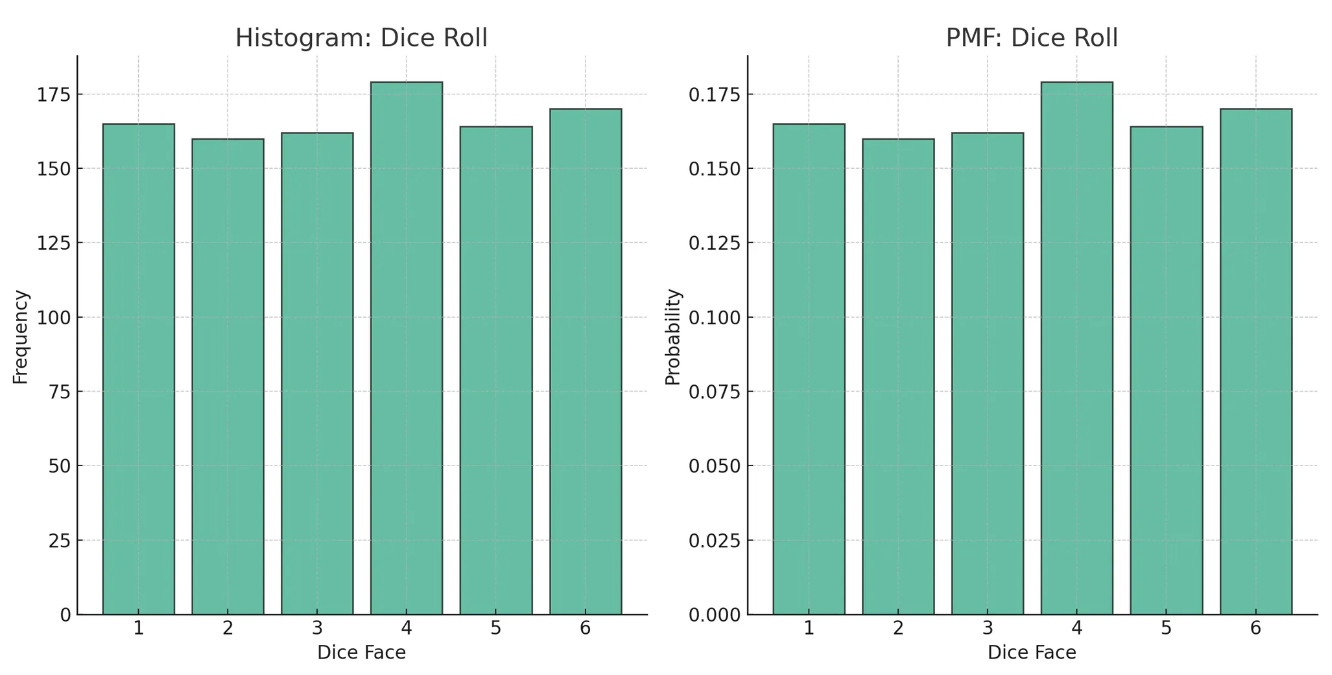 Histogram: Dice Roll
175
150
125
100
75
50
25
0
Frequency
1 2 3 4 5 6
Dice Face
PMF: Dice Roll
0.175
0.150
0.125
0.100
0.075
0.050
0.025
0.000
Probability
1 2 3 4 5 6
Dice Face